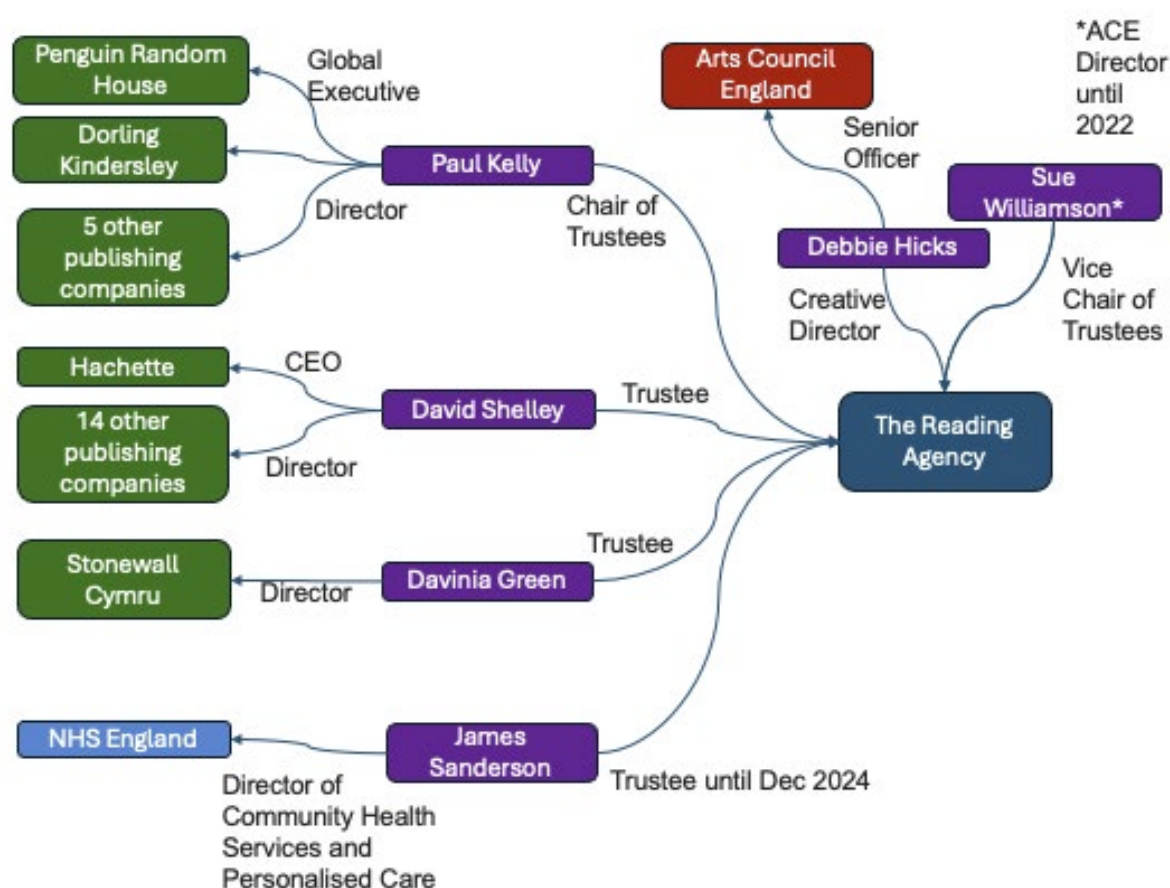 Penguin Random
House
Global
Executive
Arts Council
England
*ACE
Director
until
2022
Dorling
Kindersley
Paul Kelly
Senior
Officer
Sue
Williamson*
Director
Chair of
Trustees
5 other
publishing
companies
Debbie Hicks
Creative
Director
Vice
Chair of
Trustees
Hachette
CEO
David Shelley
Trustee
The Reading
Agency
14 other
publishing
companies
Director
Stonewall
Cymru
Director
Davinia Green
Trustee
NHS England
James
Sanderson
Trustee until Dec 2024
Director of
Community Health
Services and
Personalised Care